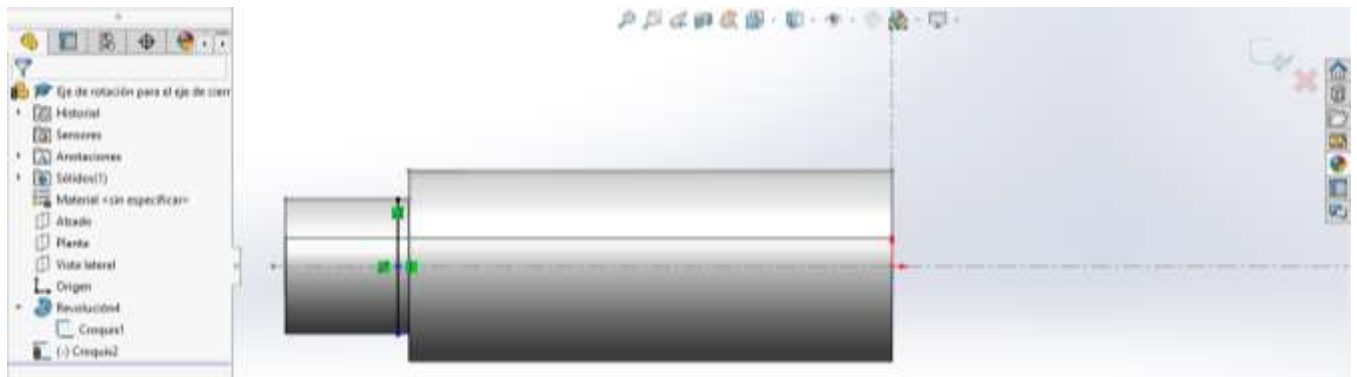 Eje de rotación para el eje de
Historial
Sensores
Anotaciones
Sólidos(1)
Material <sin especificar>
Alzado
Planta
Vista lateral
Origen
Revolución4
Croquis1
(-) Croquis2